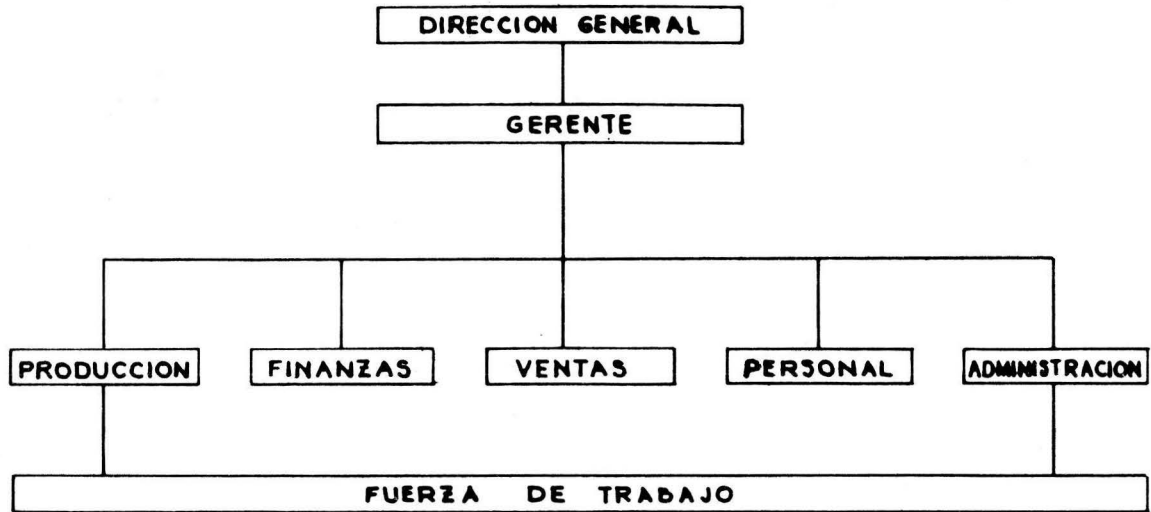 DIRECCION GENERAL
GERENTE
PRODUCCION FINANZAS VENTAS PERSONAL ADMINISTRACION
FUERZA DE TRABAJO